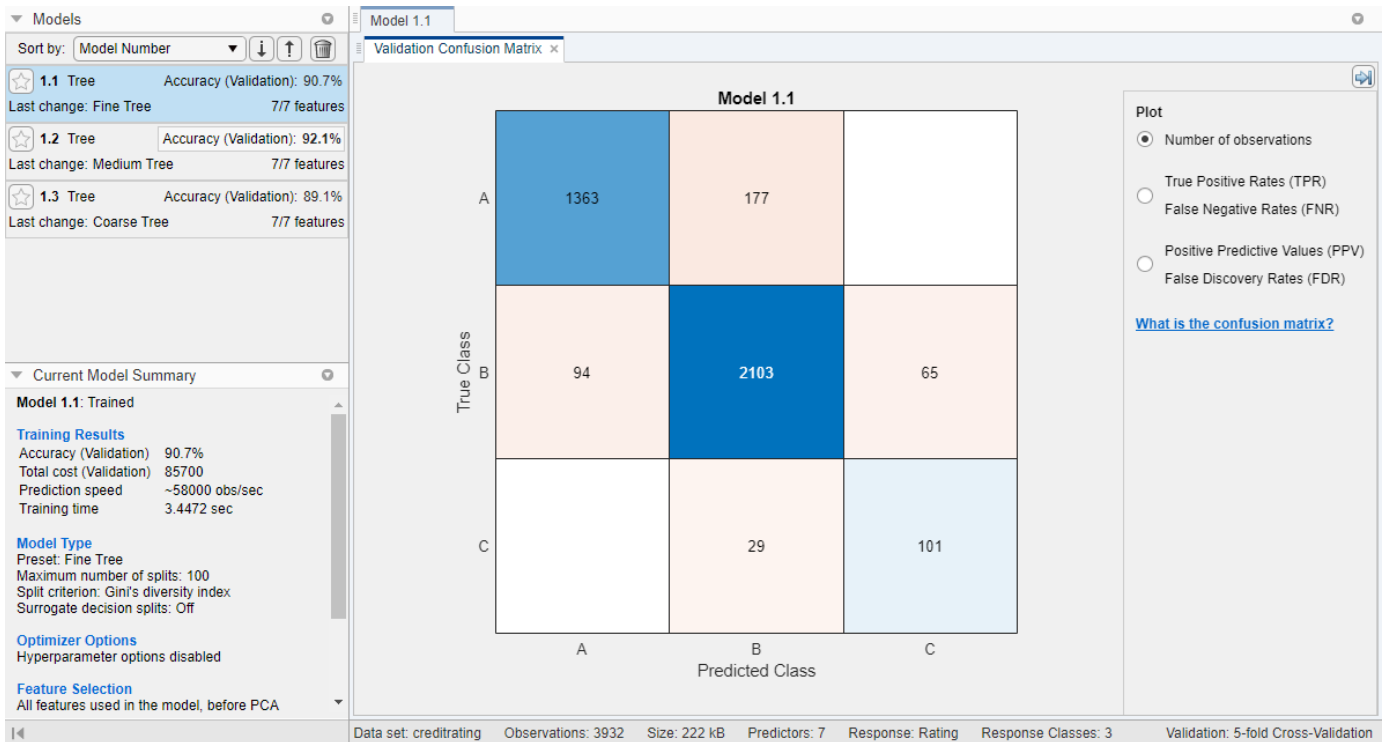 Models
Sort by: Model Number
1.1 Tree Accuracy (Validation): 90.7%
Last change: Fine Tree 7/7 features
1.2 Tree Accuracy (Validation): 92.1%
Last change: Medium Tree 7/7 features
1.3 Tree Accuracy (Validation): 89.1%
Last change: Coarse Tree 7/7 features
Current Model Summary
Model 1.1: Trained
Training Results
Accuracy (Validation) 90.7%
Total cost (Validation) 85700
Prediction speed ~58000 obs/sec
Training time 3.4472 sec
Model Type
Preset: Fine Tree
Maximum number of splits: 100
Split criterion: Gini's diversity index
Surrogate decision splits: Off
Optimizer Options
Hyperparameter options disabled
Feature Selection
All features used in the model, before PCA
Model 1.1
Validation Confusion Matrix
Model 1.1
True Class
A 1363 177
B 94 2103 65
C 29 101
A B C
Predicted Class
Plot
Number of observations
True Positive Rates (TPR)
False Negative Rates (FNR)
Positive Predictive Values (PPV)
False Discovery Rates (FDR)
What is the confusion matrix?
Data set: creditrating Observations: 3932 Size: 222 kB Predictors: 7 Response: Rating Response Classes: 3 Validation: 5-fold Cross-Validation